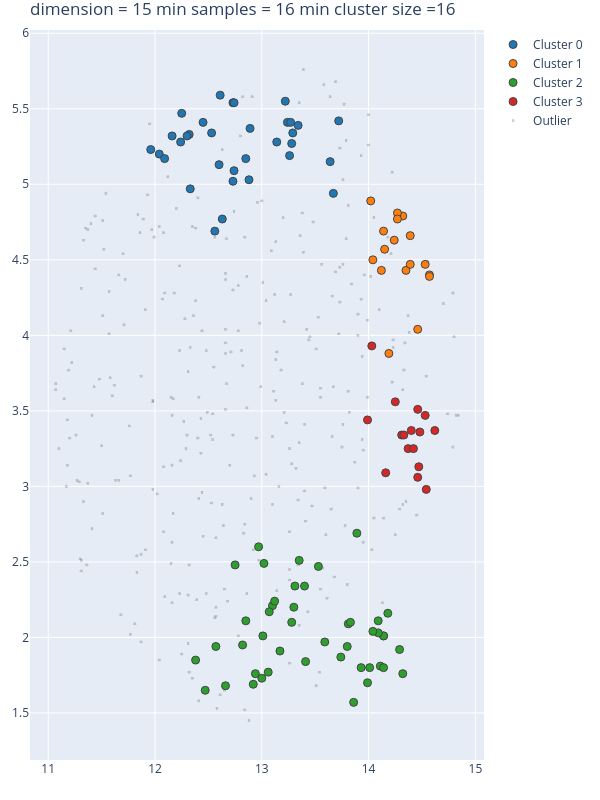 dimension = 15 min samples = 16 min cluster size =16
6
5.5
5
4.5
4
3.5
3
2.5
2
1.5
11
12
13
14
15
Cluster 0
Cluster 1
Cluster 2
Cluster 3
Outlier